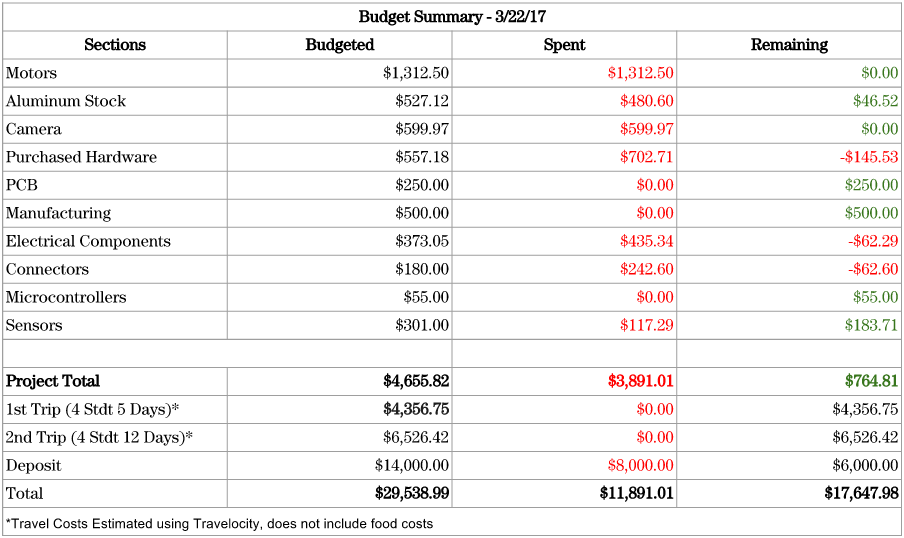 Budget Summary - 3/22/17
Sections Budgeted Spent Remaining
Motors $1,312.50 $1,312.50 $0.00
Aluminum Stock $527.12 $480.60 $46.52
Camera $599.97 $599.97 $0.00
Purchased Hardware $557.18 $702.71 -$145.53
PCB $250.00 $0.00 $250.00
Manufacturing $500.00 $0.00 $500.00
Electrical Components $373.05 $435.34 -$62.29
Connectors $180.00 $242.60 -$62.60
Microcontrollers $55.00 $0.00 $55.00
Sensors $301.00 $117.29 $183.71
Project Total $4,655.82 $3,891.01 $764.81
1st Trip (4 Stdt 5 Days)* $4,356.75 $0.00 $4,356.75
2nd Trip (4 Stdt 12 Days)* $6,526.42 $0.00 $6,526.42
Deposit $14,000.00 $8,000.00 $6,000.00
Total $29,538.99 $11,891.01 $17,647.98
*Travel Costs Estimated using Travelocity, does not include food costs